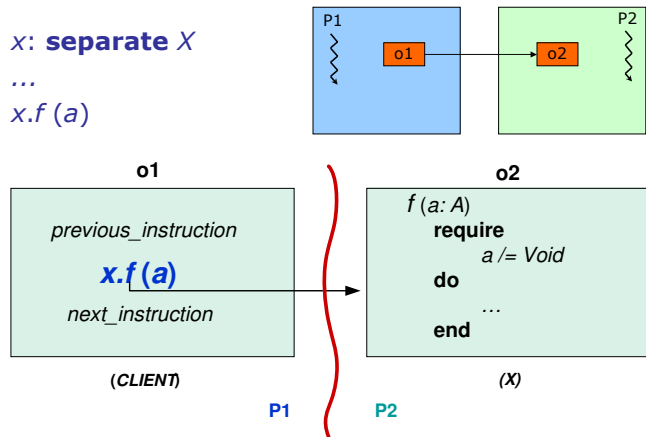 x: separate X
...
x.f (a)
P1
o1
o2
P2
o1
previous_instruction
x.f (a)
next_instruction
(CLIENT)
o2
f (a: A)
require
a /= Void
do
...
end
(X)
P1
P2